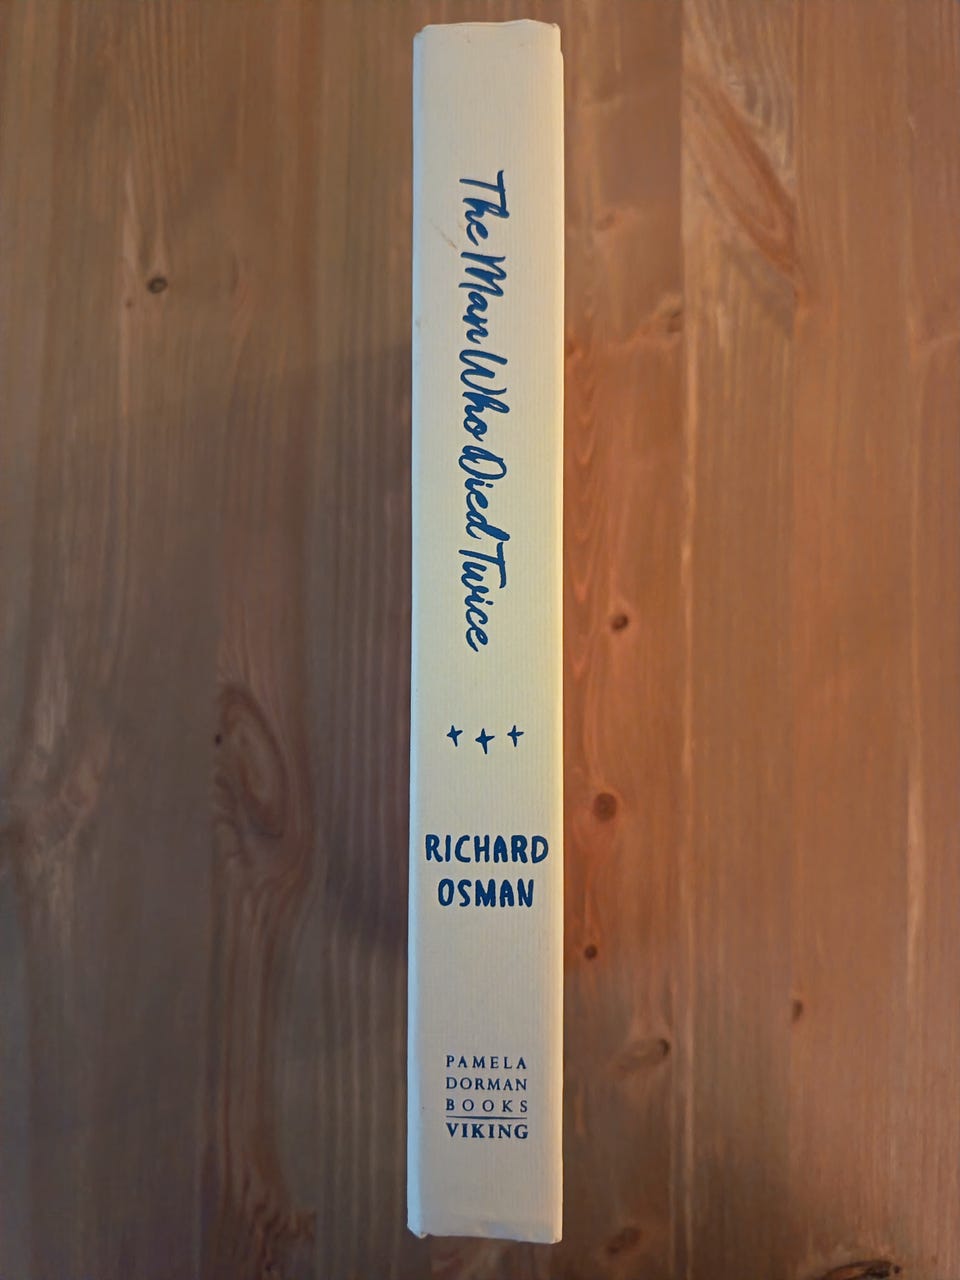 The Man Who Died Twice
RICHARD
OSMAN
PAMELA
DORMAN
BOOKS
VIKING